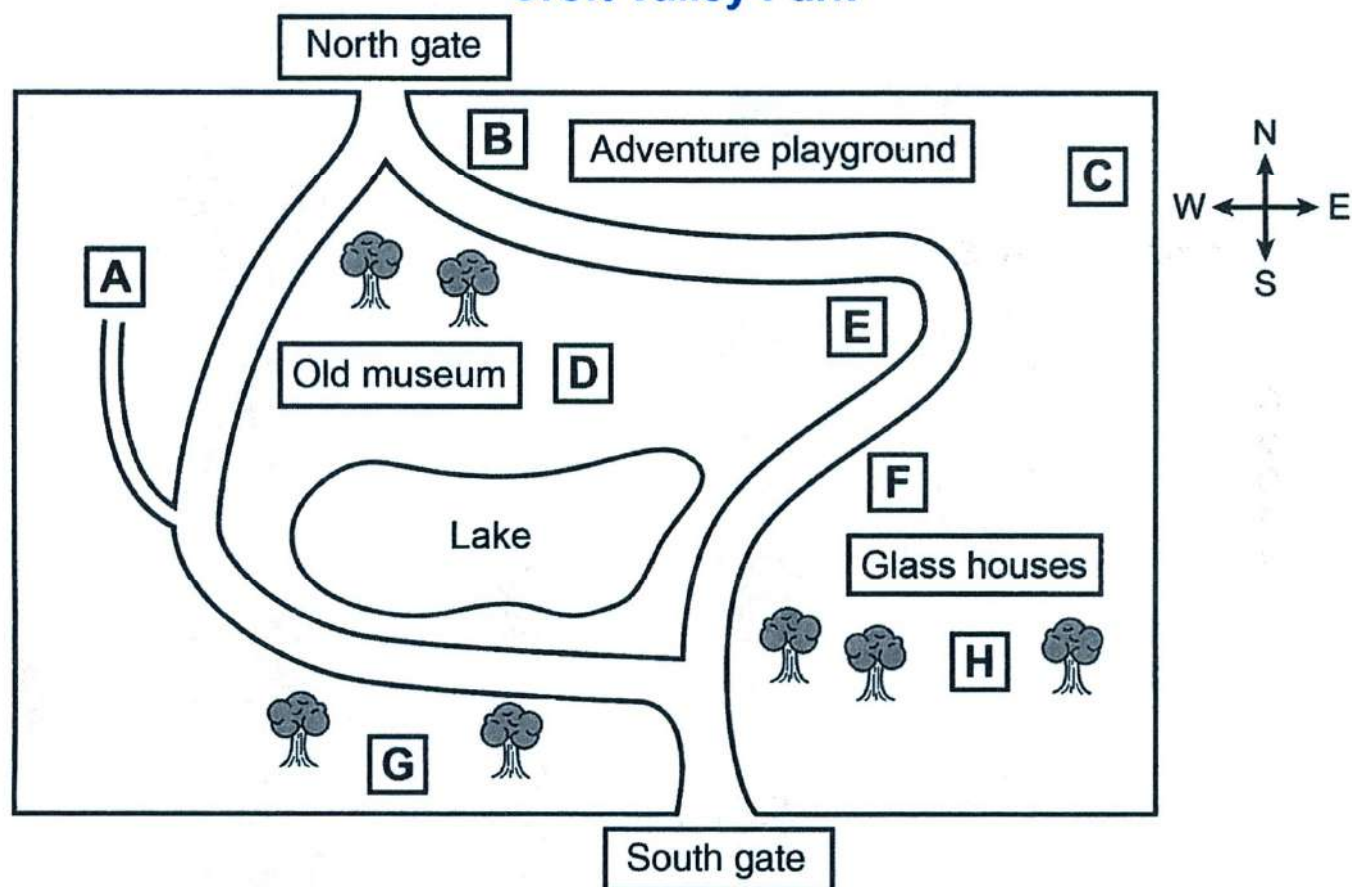 North gate
B
Adventure playground
C
N
W E
S
A
E
Old museum
D
F
Lake
Glass houses
H
G
South gate